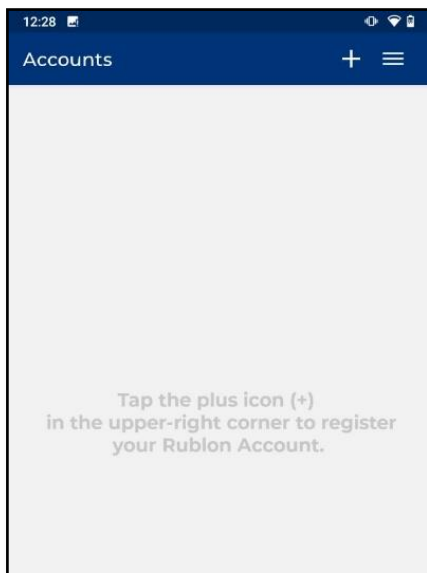 12:28
Accounts
Tap the plus icon (+)
in the upper-right corner to register
your Rublon Account.